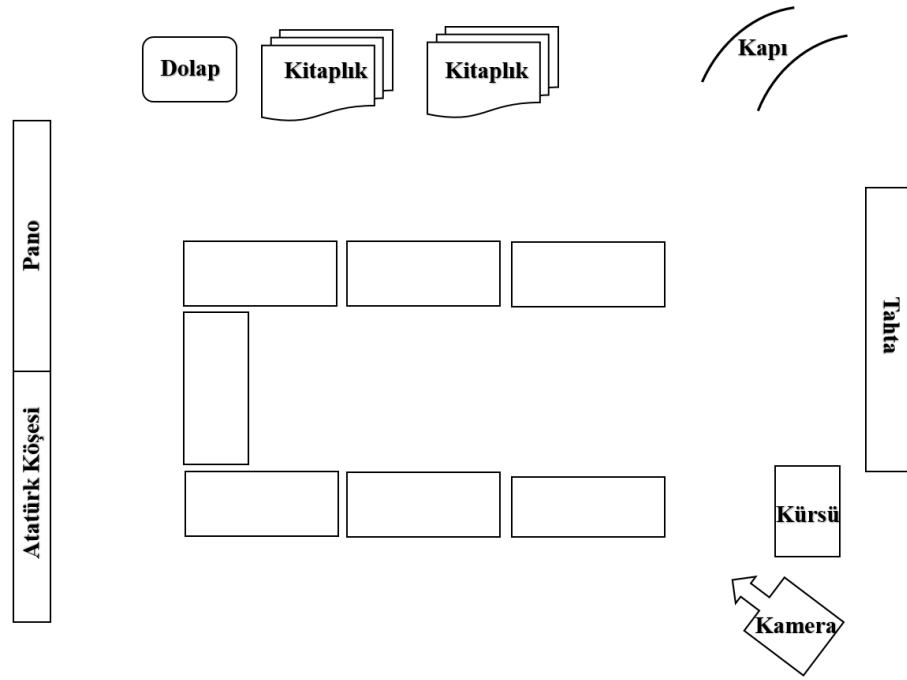 Dolap
Kitaplık
Kitaplık
Kapı
Pano
Atatürk Köşesi
Tahta
Kürsü
Kamera